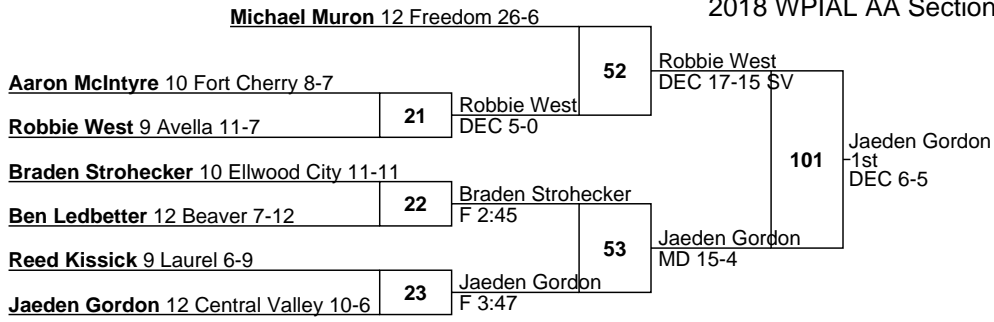 2018 WPIAL AA Section
Michael Muron 12 Freedom 26-6
52
Robbie West
DEC 17-15 SV
Aaron McIntyre 10 Fort Cherry 8-7
21
Robbie West
DEC 5-0
Robbie West 9 Avella 11-7
101
Jaeden Gordon
1st
DEC 6-5
Braden Strohecker 10 Ellwood City 11-11
22
Braden Strohecker
F 2:45
Ben Ledbetter 12 Beaver 7-12
53
Jaeden Gordon
MD 15-4
Reed Kissick 9 Laurel 6-9
23
Jaeden Gordon
F 3:47
Jaeden Gordon 12 Central Valley 10-6